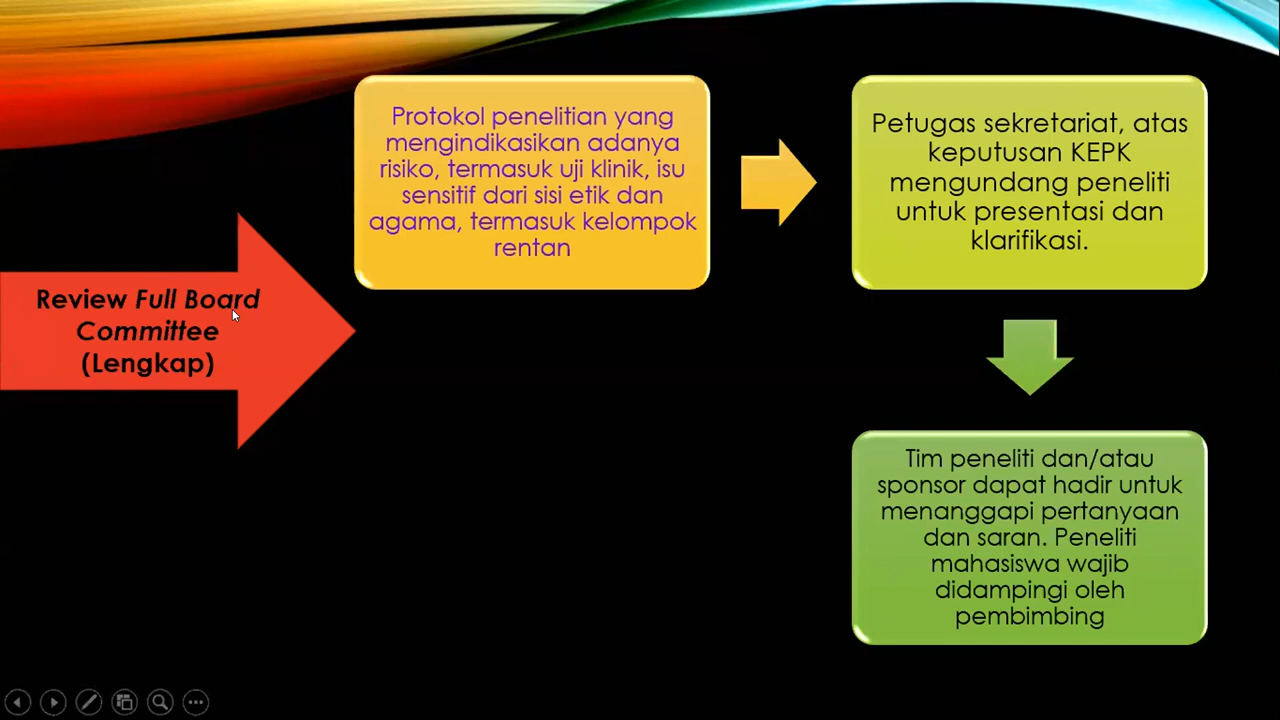 Review Full Board
Committee
(Lengkap)
Protokol penelitian yang
mengindikasikan adanya
risiko, termasuk uji klinik, isu
sensitif dari sisi etik dan
agama, termasuk kelompok
rentan
Petugas sekretariat, atas
keputusan KEPK
mengundang peneliti
untuk presentasi dan
klarifikasi.
Tim peneliti dan/atau
sponsor dapat hadir untuk
menanggapi pertanyaan
dan saran. Peneliti
mahasiswa wajib
didampingi oleh
pembimbing